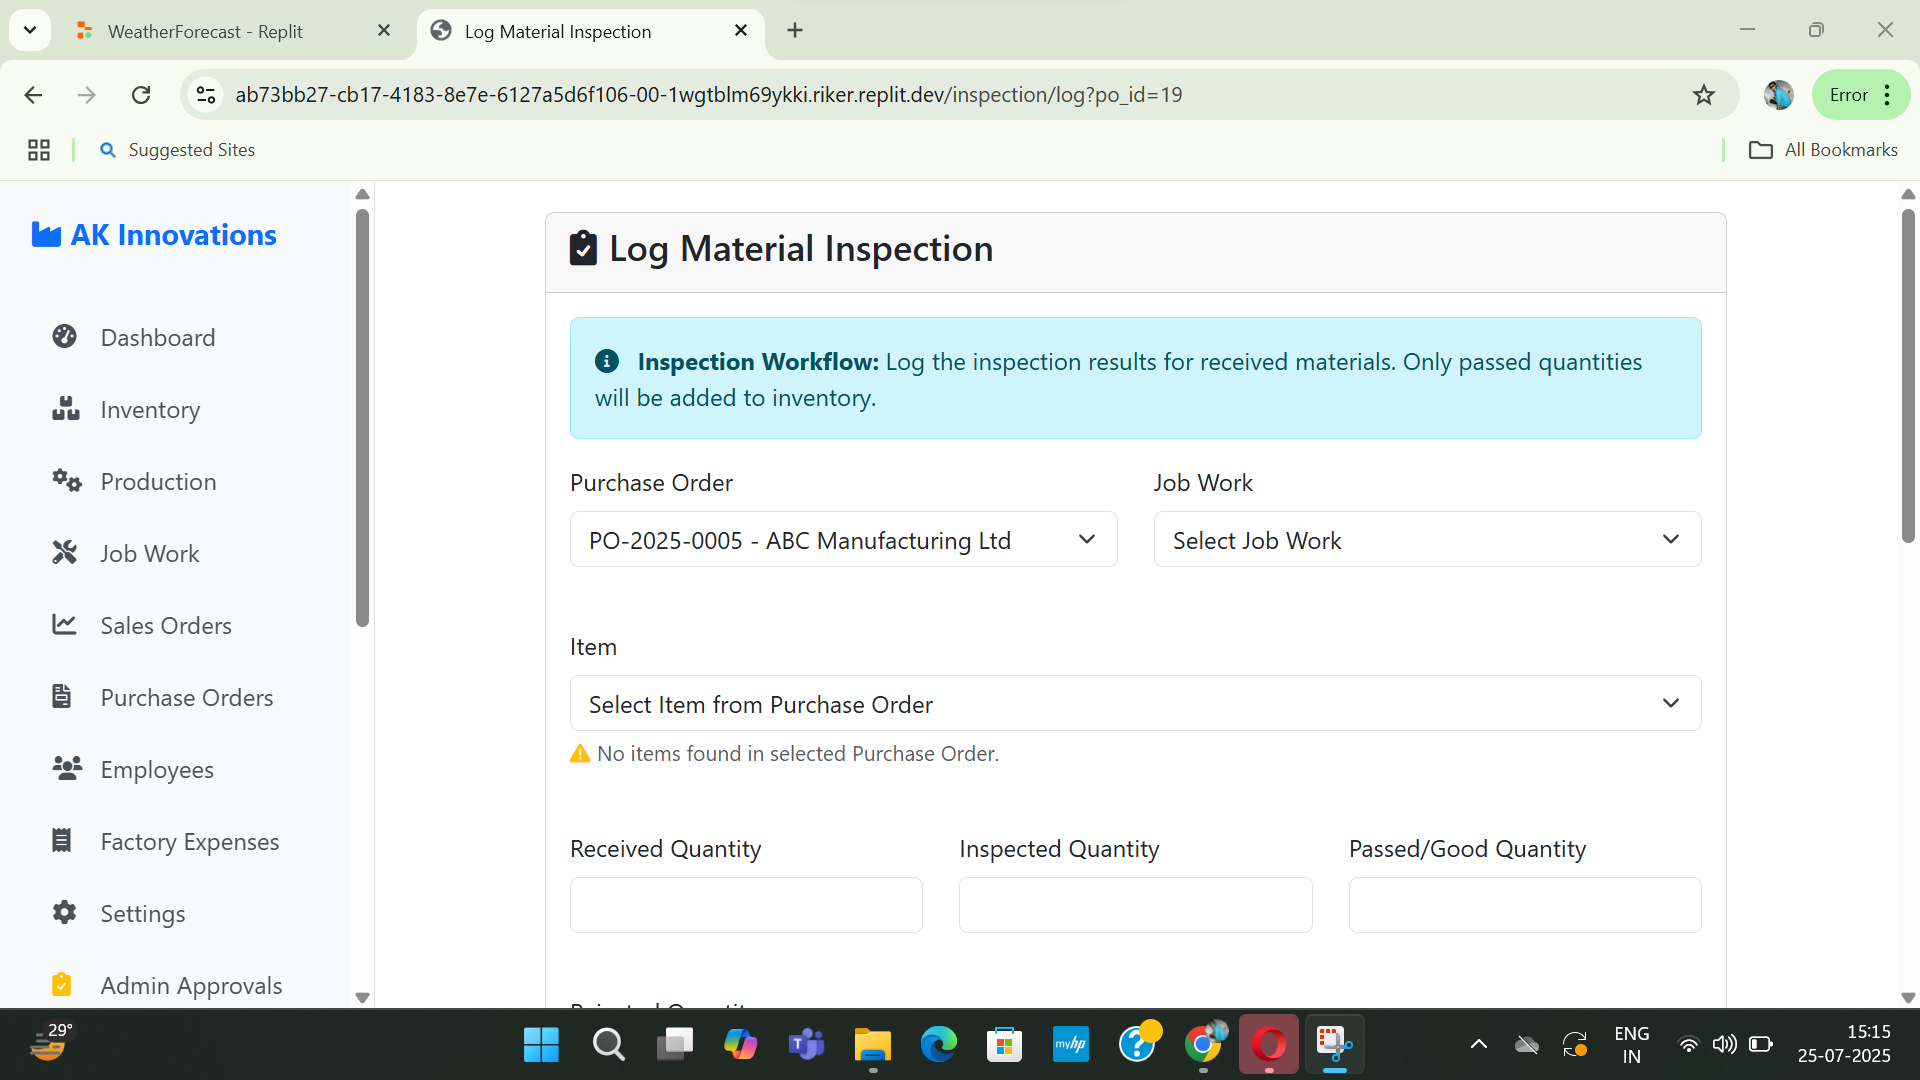 WeatherForecast - Replit
Log Material Inspection
ab73bb27-cb17-4183-8e7e-6127a5d6f106-00-1wgtblm69ykki.riker.replit.dev/inspection/log?po_id=19
Error
Suggested Sites
All Bookmarks
AK Innovations
Dashboard
Inventory
Production
Job Work
Sales Orders
Purchase Orders
Employees
Factory Expenses
Settings
Admin Approvals
Log Material Inspection
Inspection Workflow: Log the inspection results for received materials. Only passed quantities
will be added to inventory.
Purchase Order
Job Work
PO-2025-0005 - ABC Manufacturing Ltd
Select Job Work
Item
Select Item from Purchase Order
No items found in selected Purchase Order.
Received Quantity
Inspected Quantity
Passed/Good Quantity
29°
myhp
ENG
IN
15:15
25-07-2025